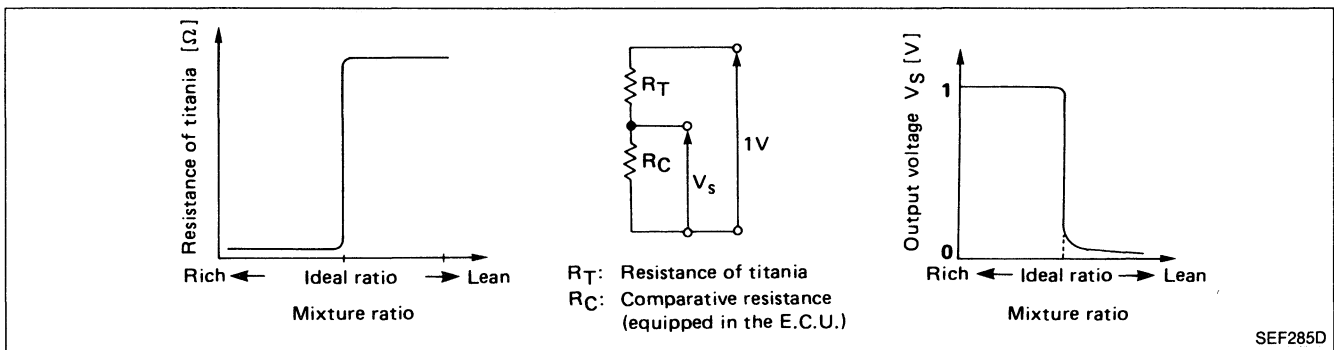 Resistance of titania [Ω]
Rich ← Ideal ratio → Lean
Mixture ratio
R_T
R_C
V_s
1V
R_T: Resistance of titania
R_C: Comparative resistance
(equipped in the E.C.U.)
Output voltage V_S [V]
1
0
Rich ← Ideal ratio → Lean
Mixture ratio
SEF285D